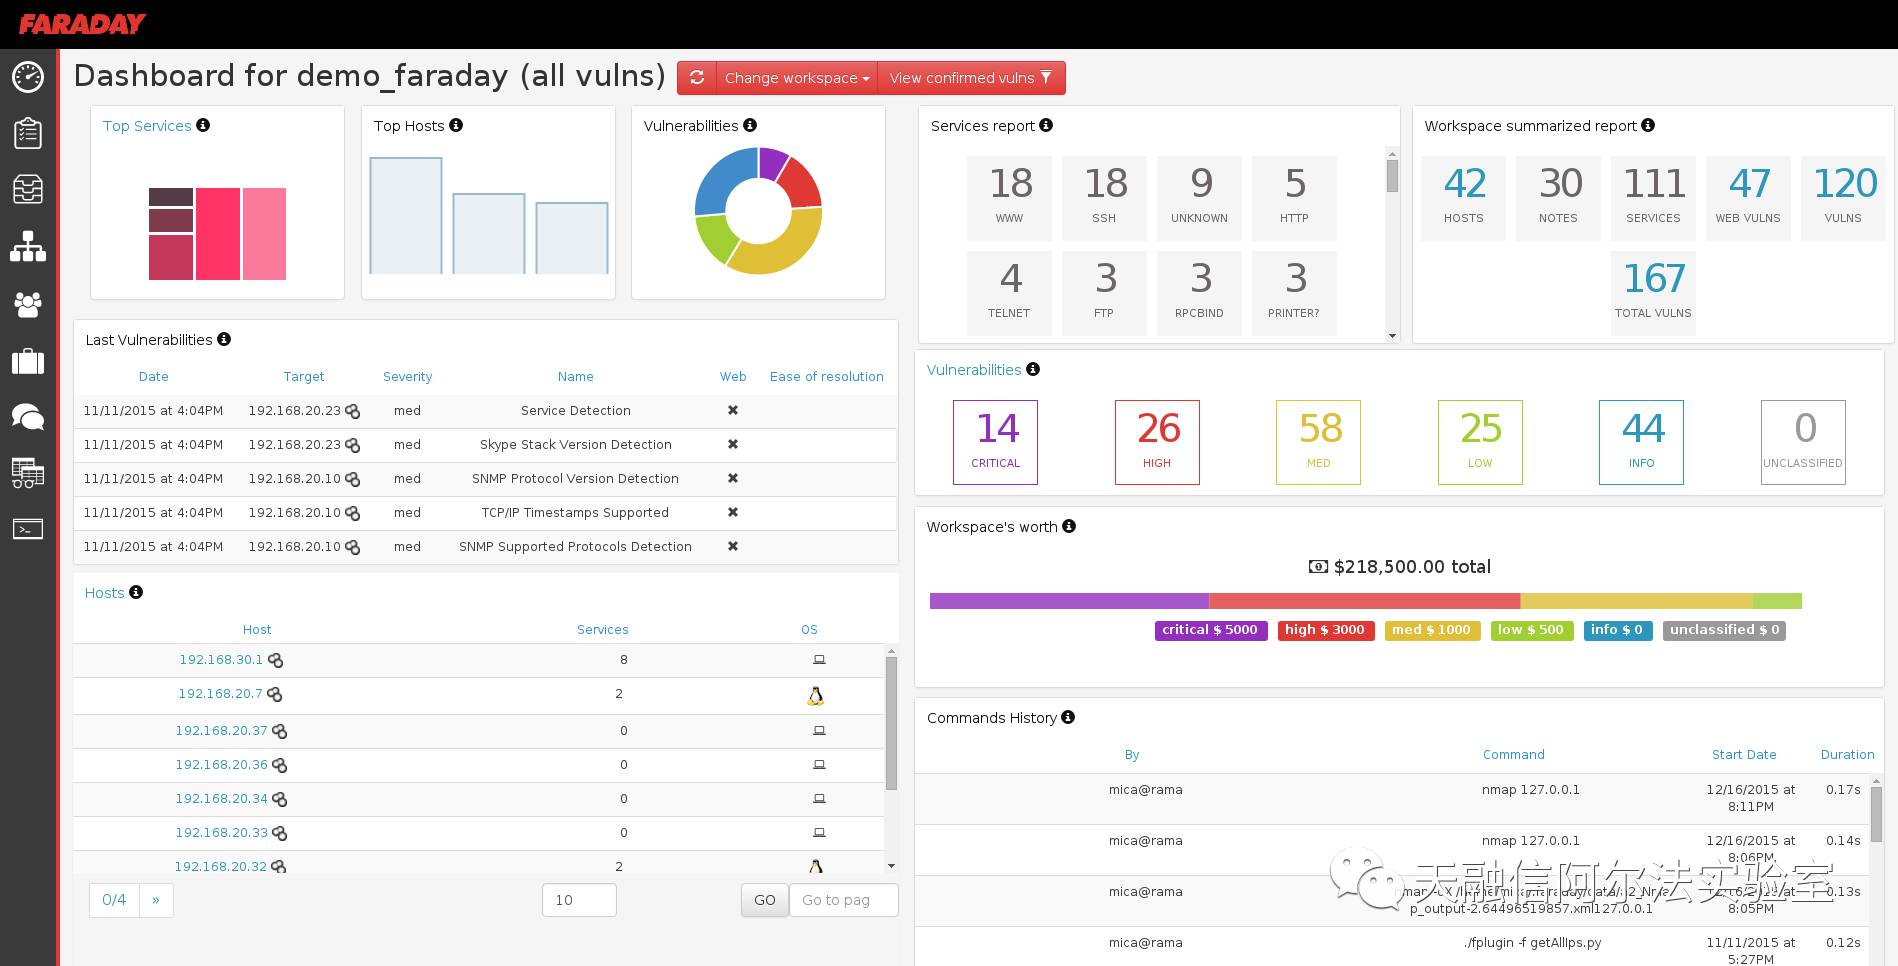 FARADAY
Dashboard for demo_faraday (all vulns)
Change workspace
View confirmed vulns
Top Services
Top Hosts
Vulnerabilities
Services report
18
WWW
18
SSH
9
UNKNOWN
5
HTTP
4
TELNET
3
FTP
3
RPCBIND
3
PRINTER?
Workspace summarized report
42
HOSTS
30
NOTES
111
SERVICES
47
WEB VULNS
120
VULNS
167
TOTAL VULNS
Last Vulnerabilities
Date Target Severity Name Web Ease of resolution
11/11/2015 at 4:04PM 192.168.20.23 med Service Detection
11/11/2015 at 4:04PM 192.168.20.23 med Skype Stack Version Detection
11/11/2015 at 4:04PM 192.168.20.10 med SNMP Protocol Version Detection
11/11/2015 at 4:04PM 192.168.20.10 med TCP/IP Timestamps Supported
11/11/2015 at 4:04PM 192.168.20.10 med SNMP Supported Protocols Detection
Hosts
Host Services OS
192.168.30.1 8
192.168.20.7 2
192.168.20.37 0
192.168.20.36 0
192.168.20.34 0
192.168.20.33 0
192.168.20.32 2
0/4 »
10
GO
Go to pag
Vulnerabilities
14
CRITICAL
26
HIGH
58
MED
25
LOW
44
INFO
0
UNCLASSIFIED
Workspace's worth
$218,500.00 total
critical $ 5000 high $ 3000 med $ 1000 low $ 500 info $ 0 unclassified $ 0
Commands History
By Command Start Date Duration
mica@rama nmap 127.0.0.1 12/16/2015 at 0.17s
8:11PM
mica@rama nmap 127.0.0.1 12/16/2015 at 0.14s
8:06PM
mica@rama 0.13s
p_output-2.64496519857.xml127.0.0.1 8:05PM
mica@rama ./fplugin -f getAllIps.py 11/11/2015 at 0.12s
5:27PM
天融信阿尔法实验室